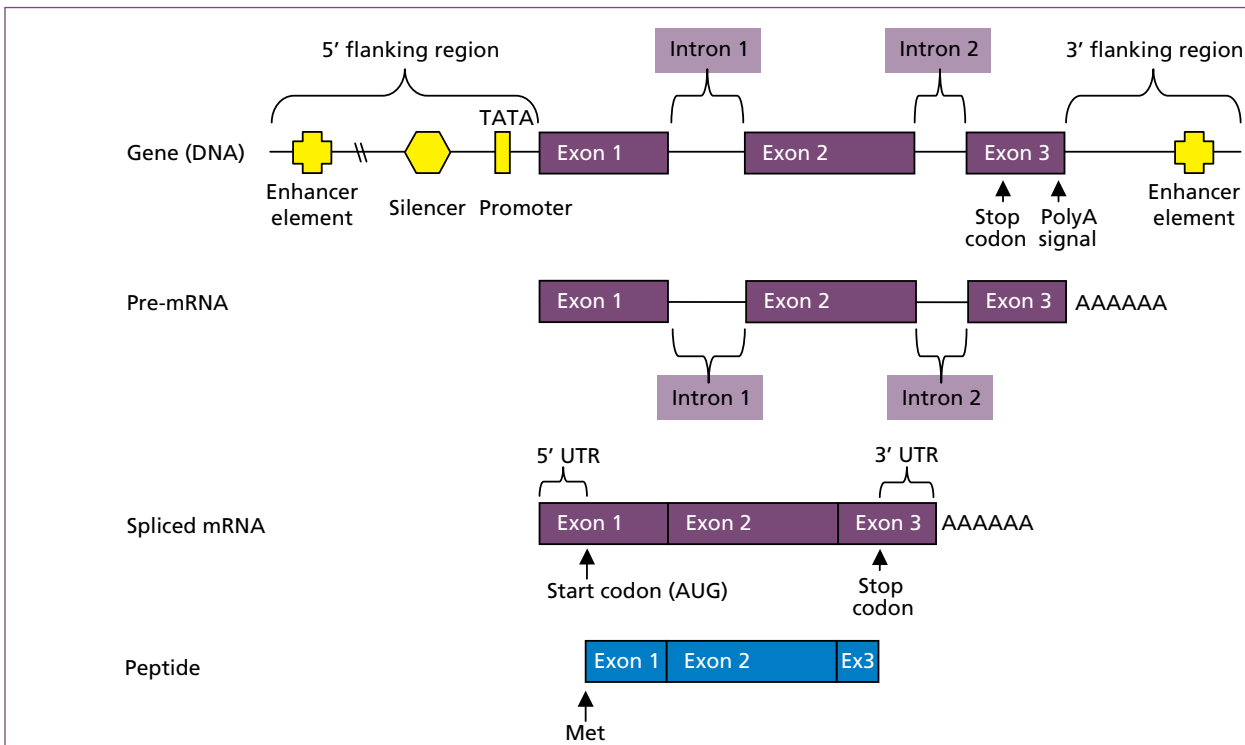 5’ flanking region
Intron 1
Intron 2
3’ flanking region
TATA
Gene (DNA)
Exon 1
Exon 2
Exon 3
Enhancer
element
Silencer
Promoter
Stop
codon
PolyA
signal
Enhancer
element
Pre-mRNA
Exon 1
Exon 2
Exon 3
AAAAAA
Intron 1
Intron 2
5’ UTR
3’ UTR
Spliced mRNA
Exon 1
Exon 2
Exon 3
AAAAAA
Start codon (AUG)
Stop
codon
Peptide
Exon 1
Exon 2
Ex3
Met